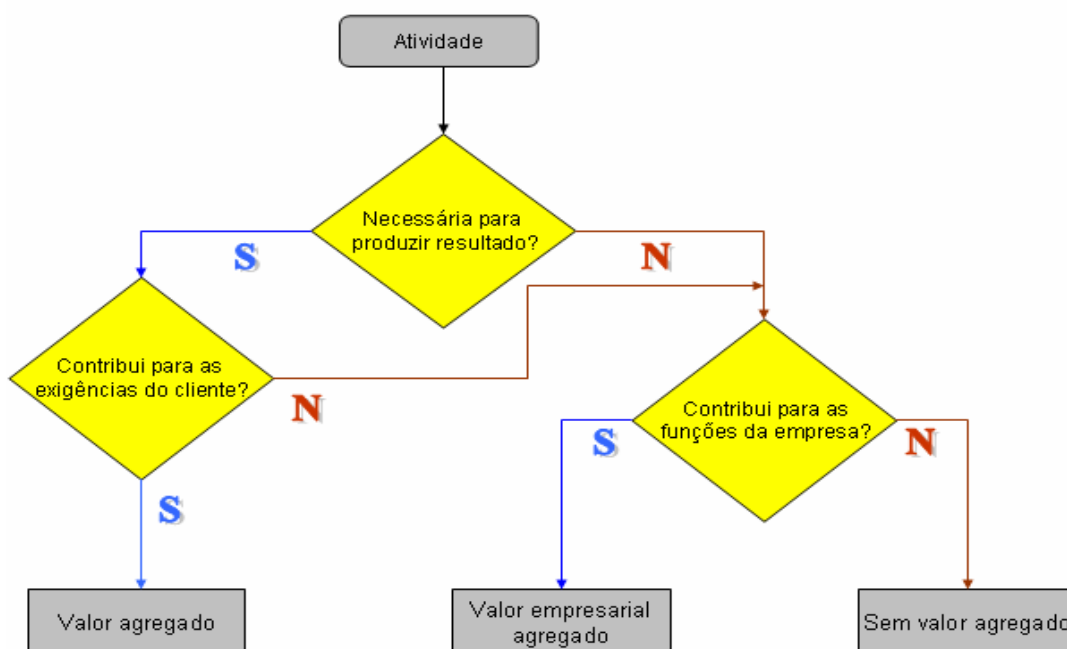 Atividade
Necessária para
produzir resultado?
S
N
Contribui para as
exigências do cliente?
N
Contribui para as
funções da empresa?
S
N
S
Valor agregado
Valor empresarial
agregado
Sem valor agregado